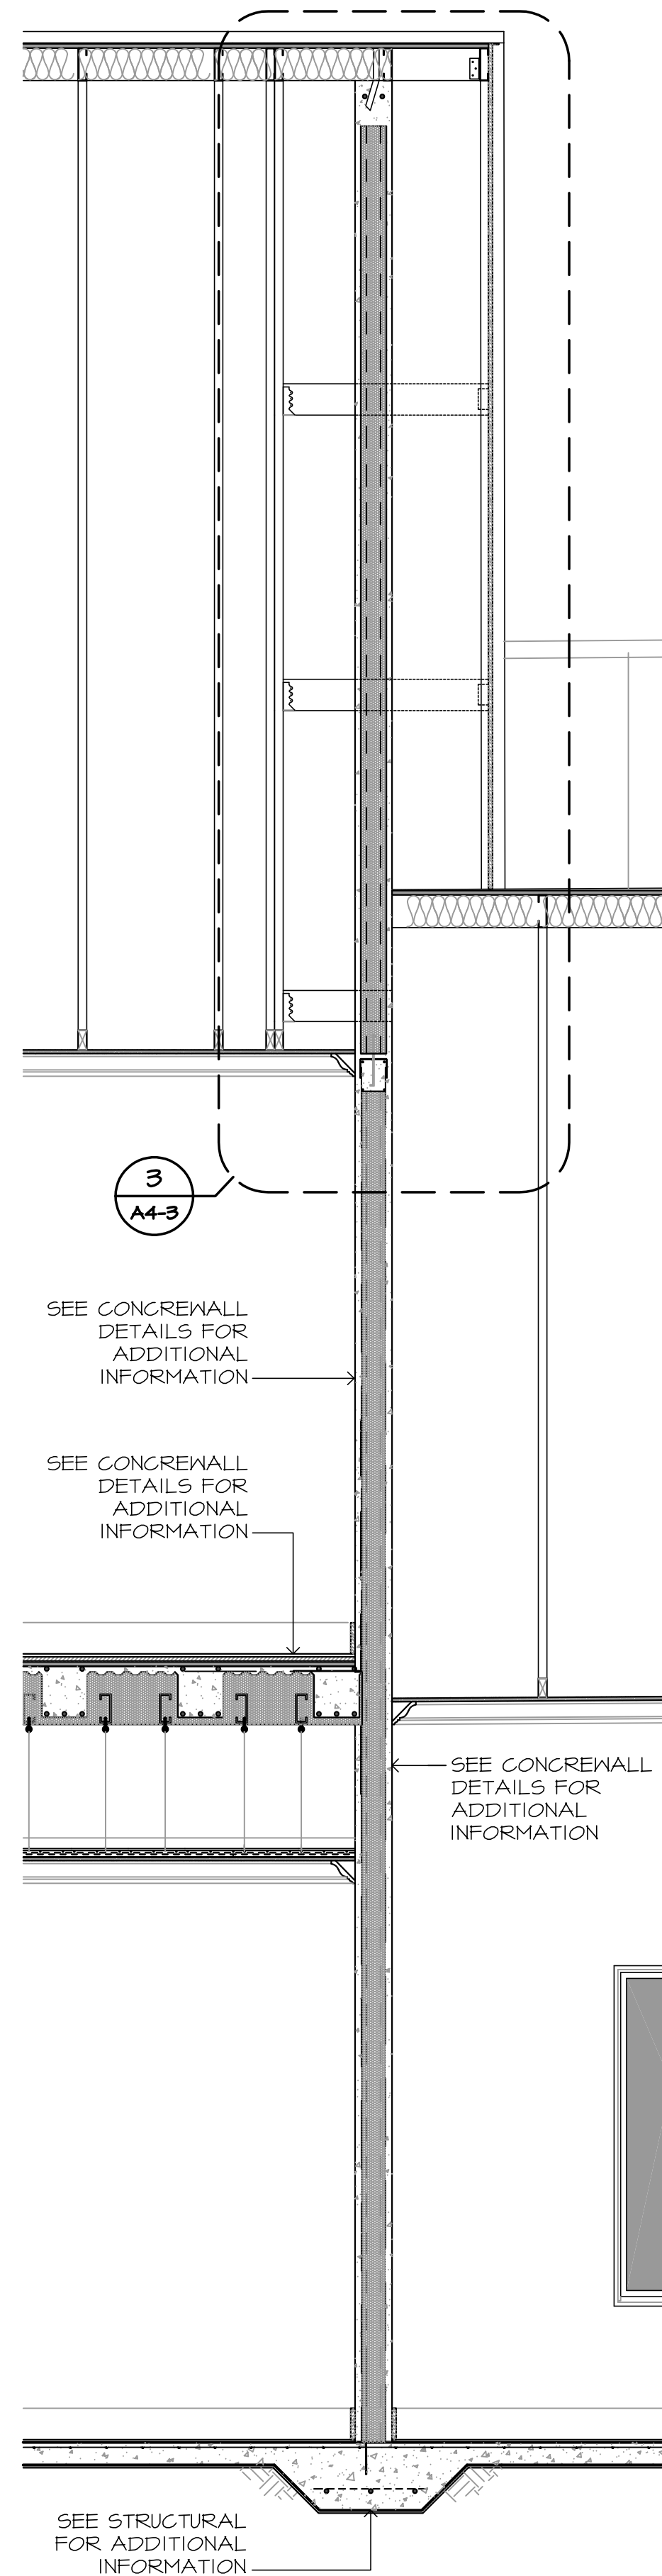 3
A4-3
SEE CONCREWALL
DETAILS FOR
ADDITIONAL
INFORMATION
SEE CONCREWALL
DETAILS FOR
ADDITIONAL
INFORMATION
SEE CONCREWALL
DETAILS FOR
ADDITIONAL
INFORMATION
SEE STRUCTURAL
FOR ADDITIONAL
INFORMATION